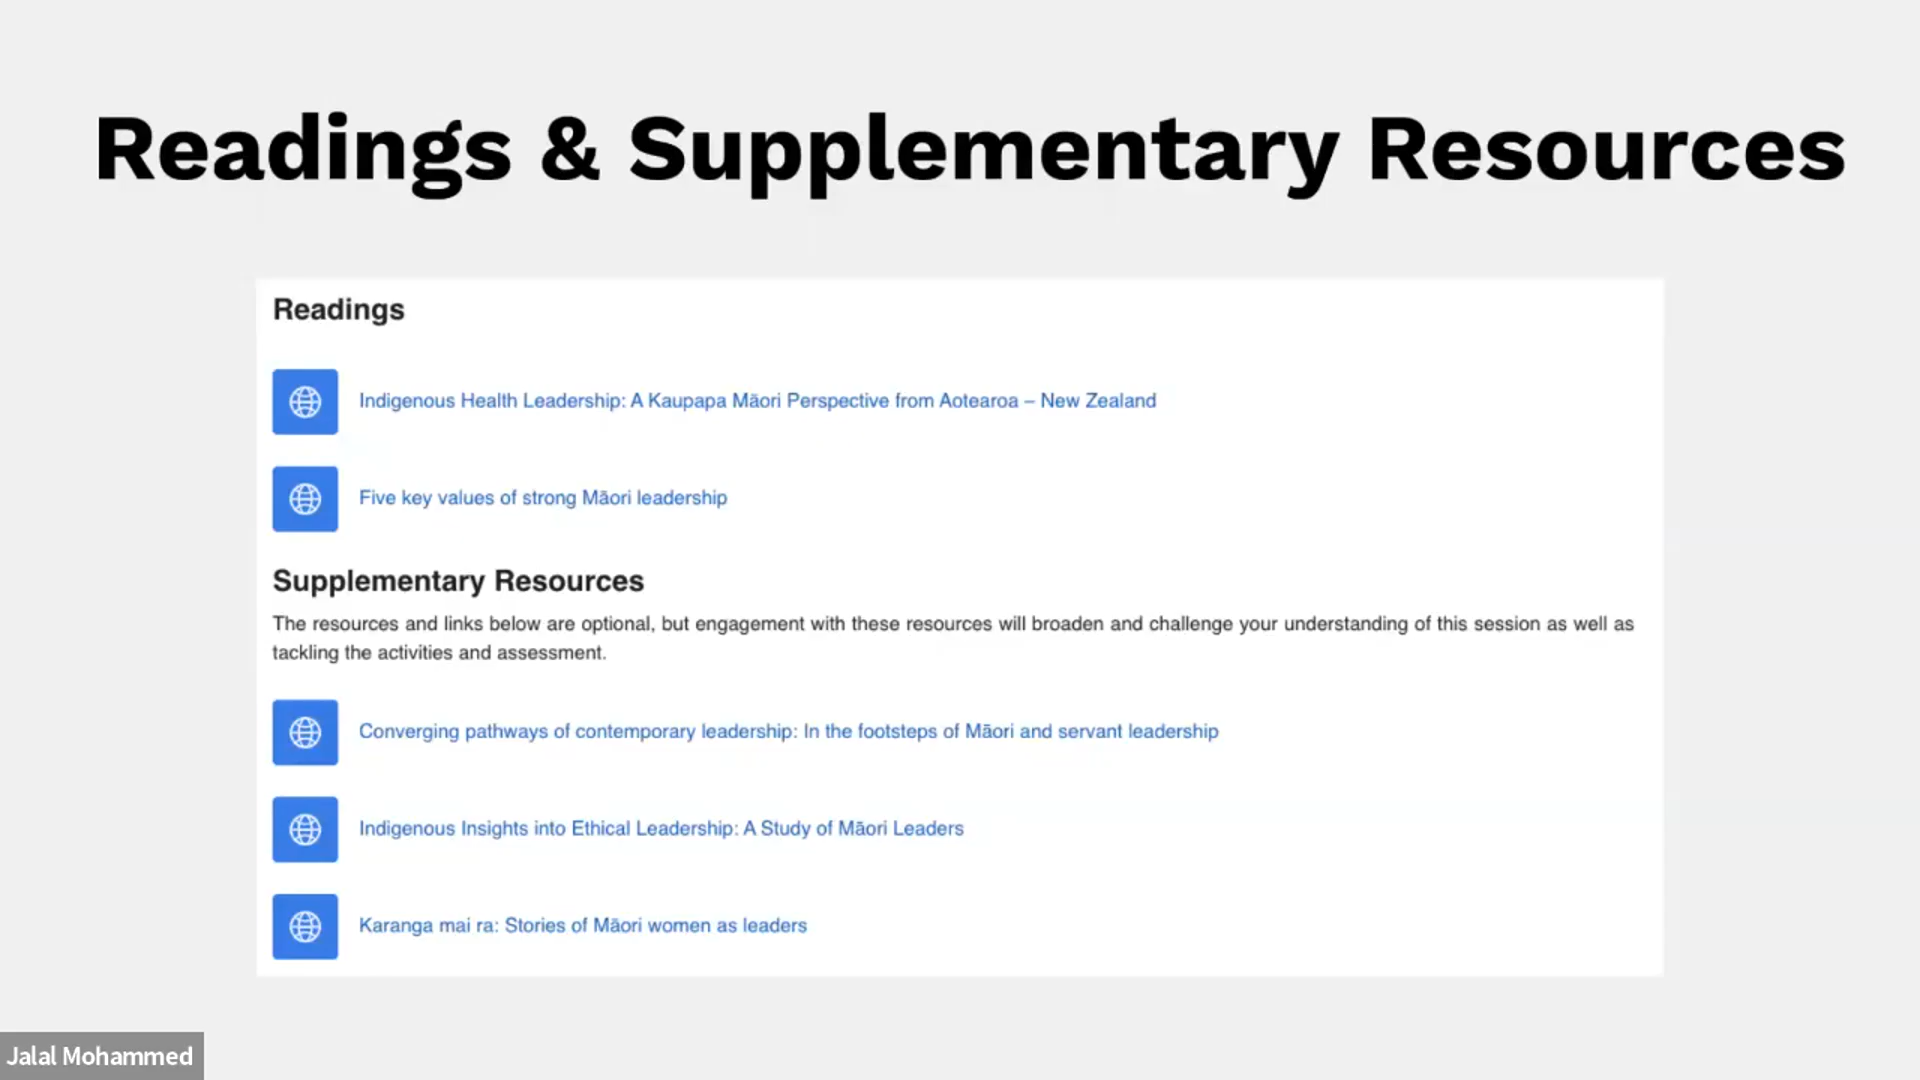 Readings & Supplementary Resources
Readings
Indigenous Health Leadership: A Kaupapa Māori Perspective from Aotearoa – New Zealand
Five key values of strong Māori leadership
Supplementary Resources
The resources and links below are optional, but engagement with these resources will broaden and challenge your understanding of this session as well as
tackling the activities and assessment.
Converging pathways of contemporary leadership: In the footsteps of Māori and servant leadership
Indigenous Insights into Ethical Leadership: A Study of Māori Leaders
Karanga mai ra: Stories of Māori women as leaders
Jalal Mohammed